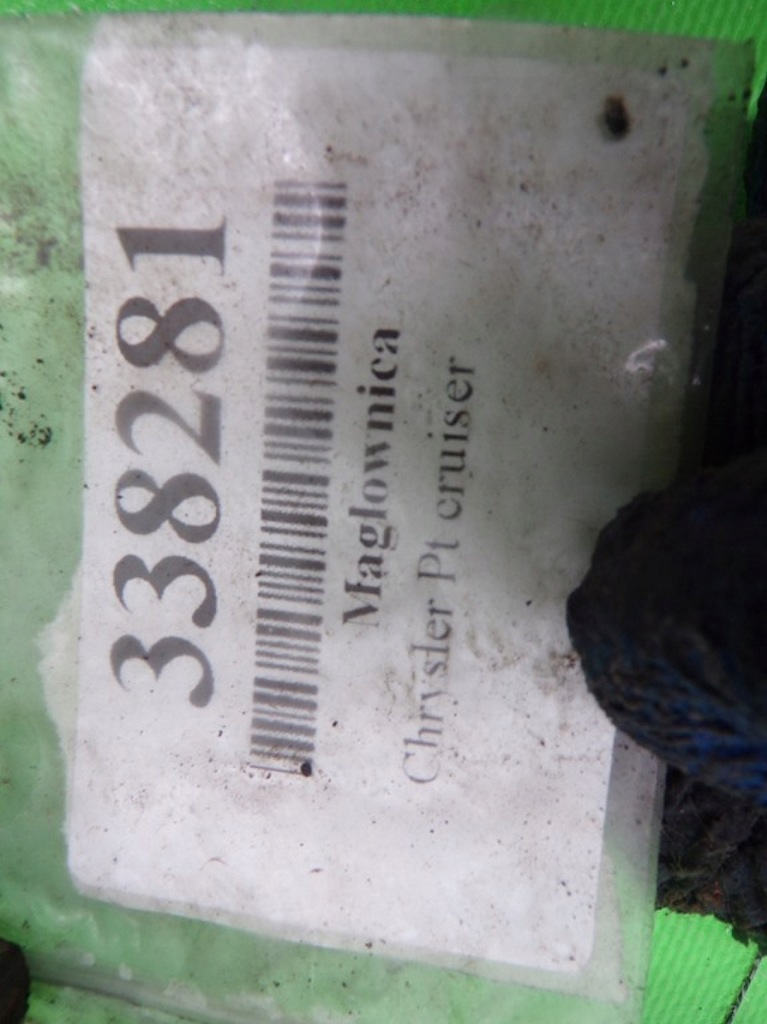 338281
Maglownica
Chrysler Pt cruiser